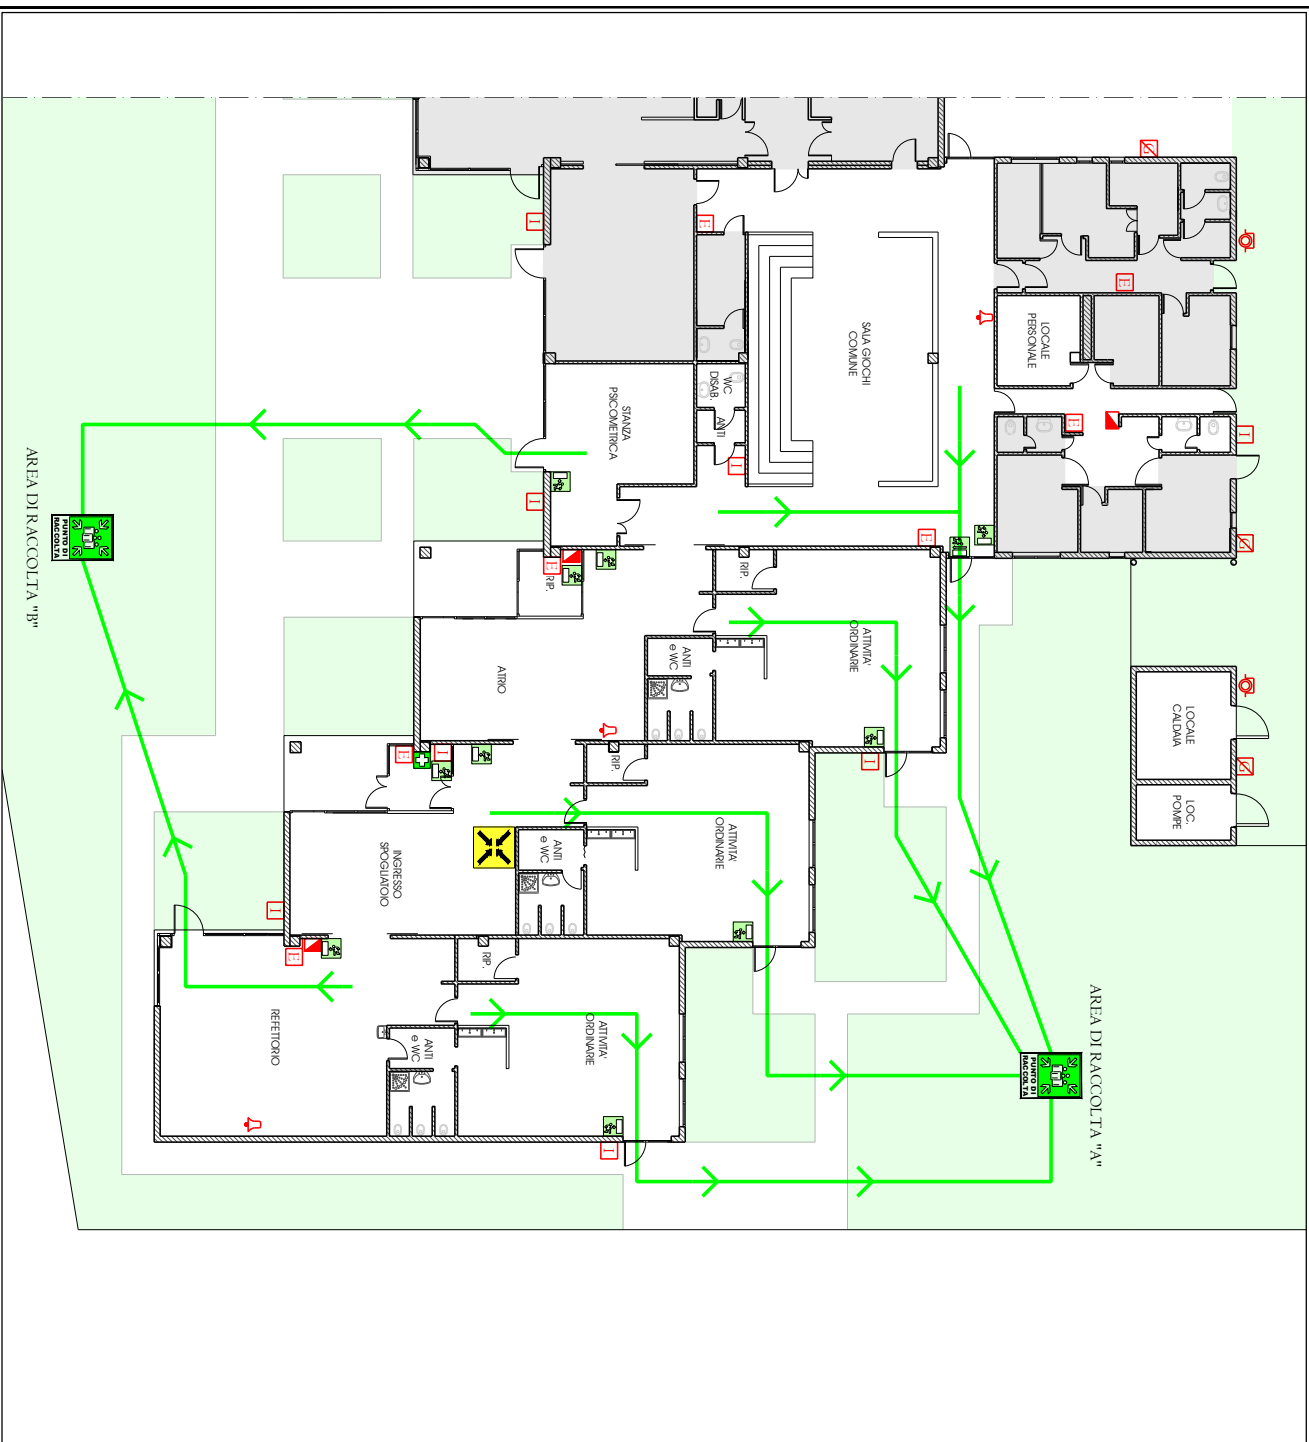 LOCALE
PERSONALE
SALA GIOCHI
COMUNE
WC
DISAB.
ANTI
STANZA
PSICOMETRICA
RIP.
RIP.
ATTIVITA'
ORDINARIE
ANTI
e WC
ATRIO
LOCALE
CALDAIA
LOC.
POMPE
RIP.
ATTIVITA'
ORDINARIE
ANTI
e WC
INGRESSO
SPOGLIATOIO
RIP.
ATTIVITA'
ORDINARIE
ANTI
e WC
REFETTORIO
AREA DI RACCOLTA "A"
PUNTO DI
RACCOLTA
AREA DI RACCOLTA "B"
PUNTO DI
RACCOLTA
E
E
E
E
E
E
E
I
I
I
I
I
I
I
I